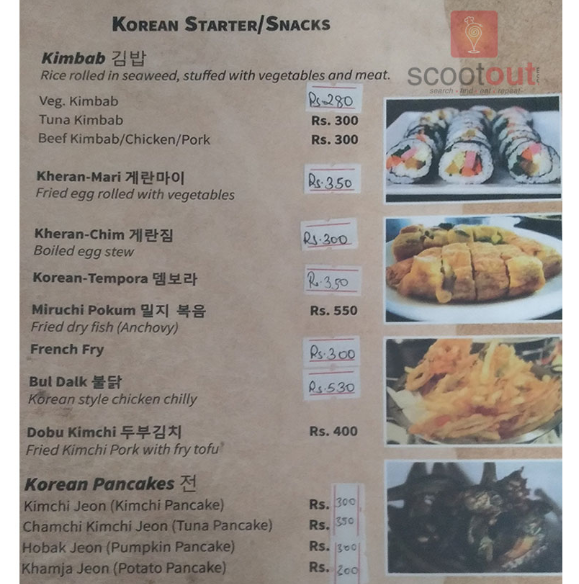 KOREAN STARTER/SNACKS
Kimbab 김밥
Rice rolled in seaweed, stuffed with vegetables and meat.
scootout
search - find - eat - repeat
Veg. Kimbab Rs. 280
Tuna Kimbab Rs. 300
Beef Kimbab/Chicken/Pork Rs. 300
Kheran-Mari 계란마이 Rs. 350
Fried egg rolled with vegetables
Kheran-Chim 계란찜 Rs. 300
Boiled egg stew
Korean-Tempora 뎀보라 Rs. 350
Miruchi Pokum 밀지 복음 Rs. 550
Fried dry fish (Anchovy)
French Fry Rs. 300
Bul Dalk 불닭 Rs. 530
Korean style chicken chilly
Dobu Kimchi 두부김치 Rs. 400
Fried Kimchi Pork with fry tofu
Korean Pancakes 전
Kimchi Jeon (Kimchi Pancake) Rs. 300
Chamchi Kimchi Jeon (Tuna Pancake) Rs. 350
Hobak Jeon (Pumpkin Pancake) Rs. 300
Khamja Jeon (Potato Pancake) Rs. 200